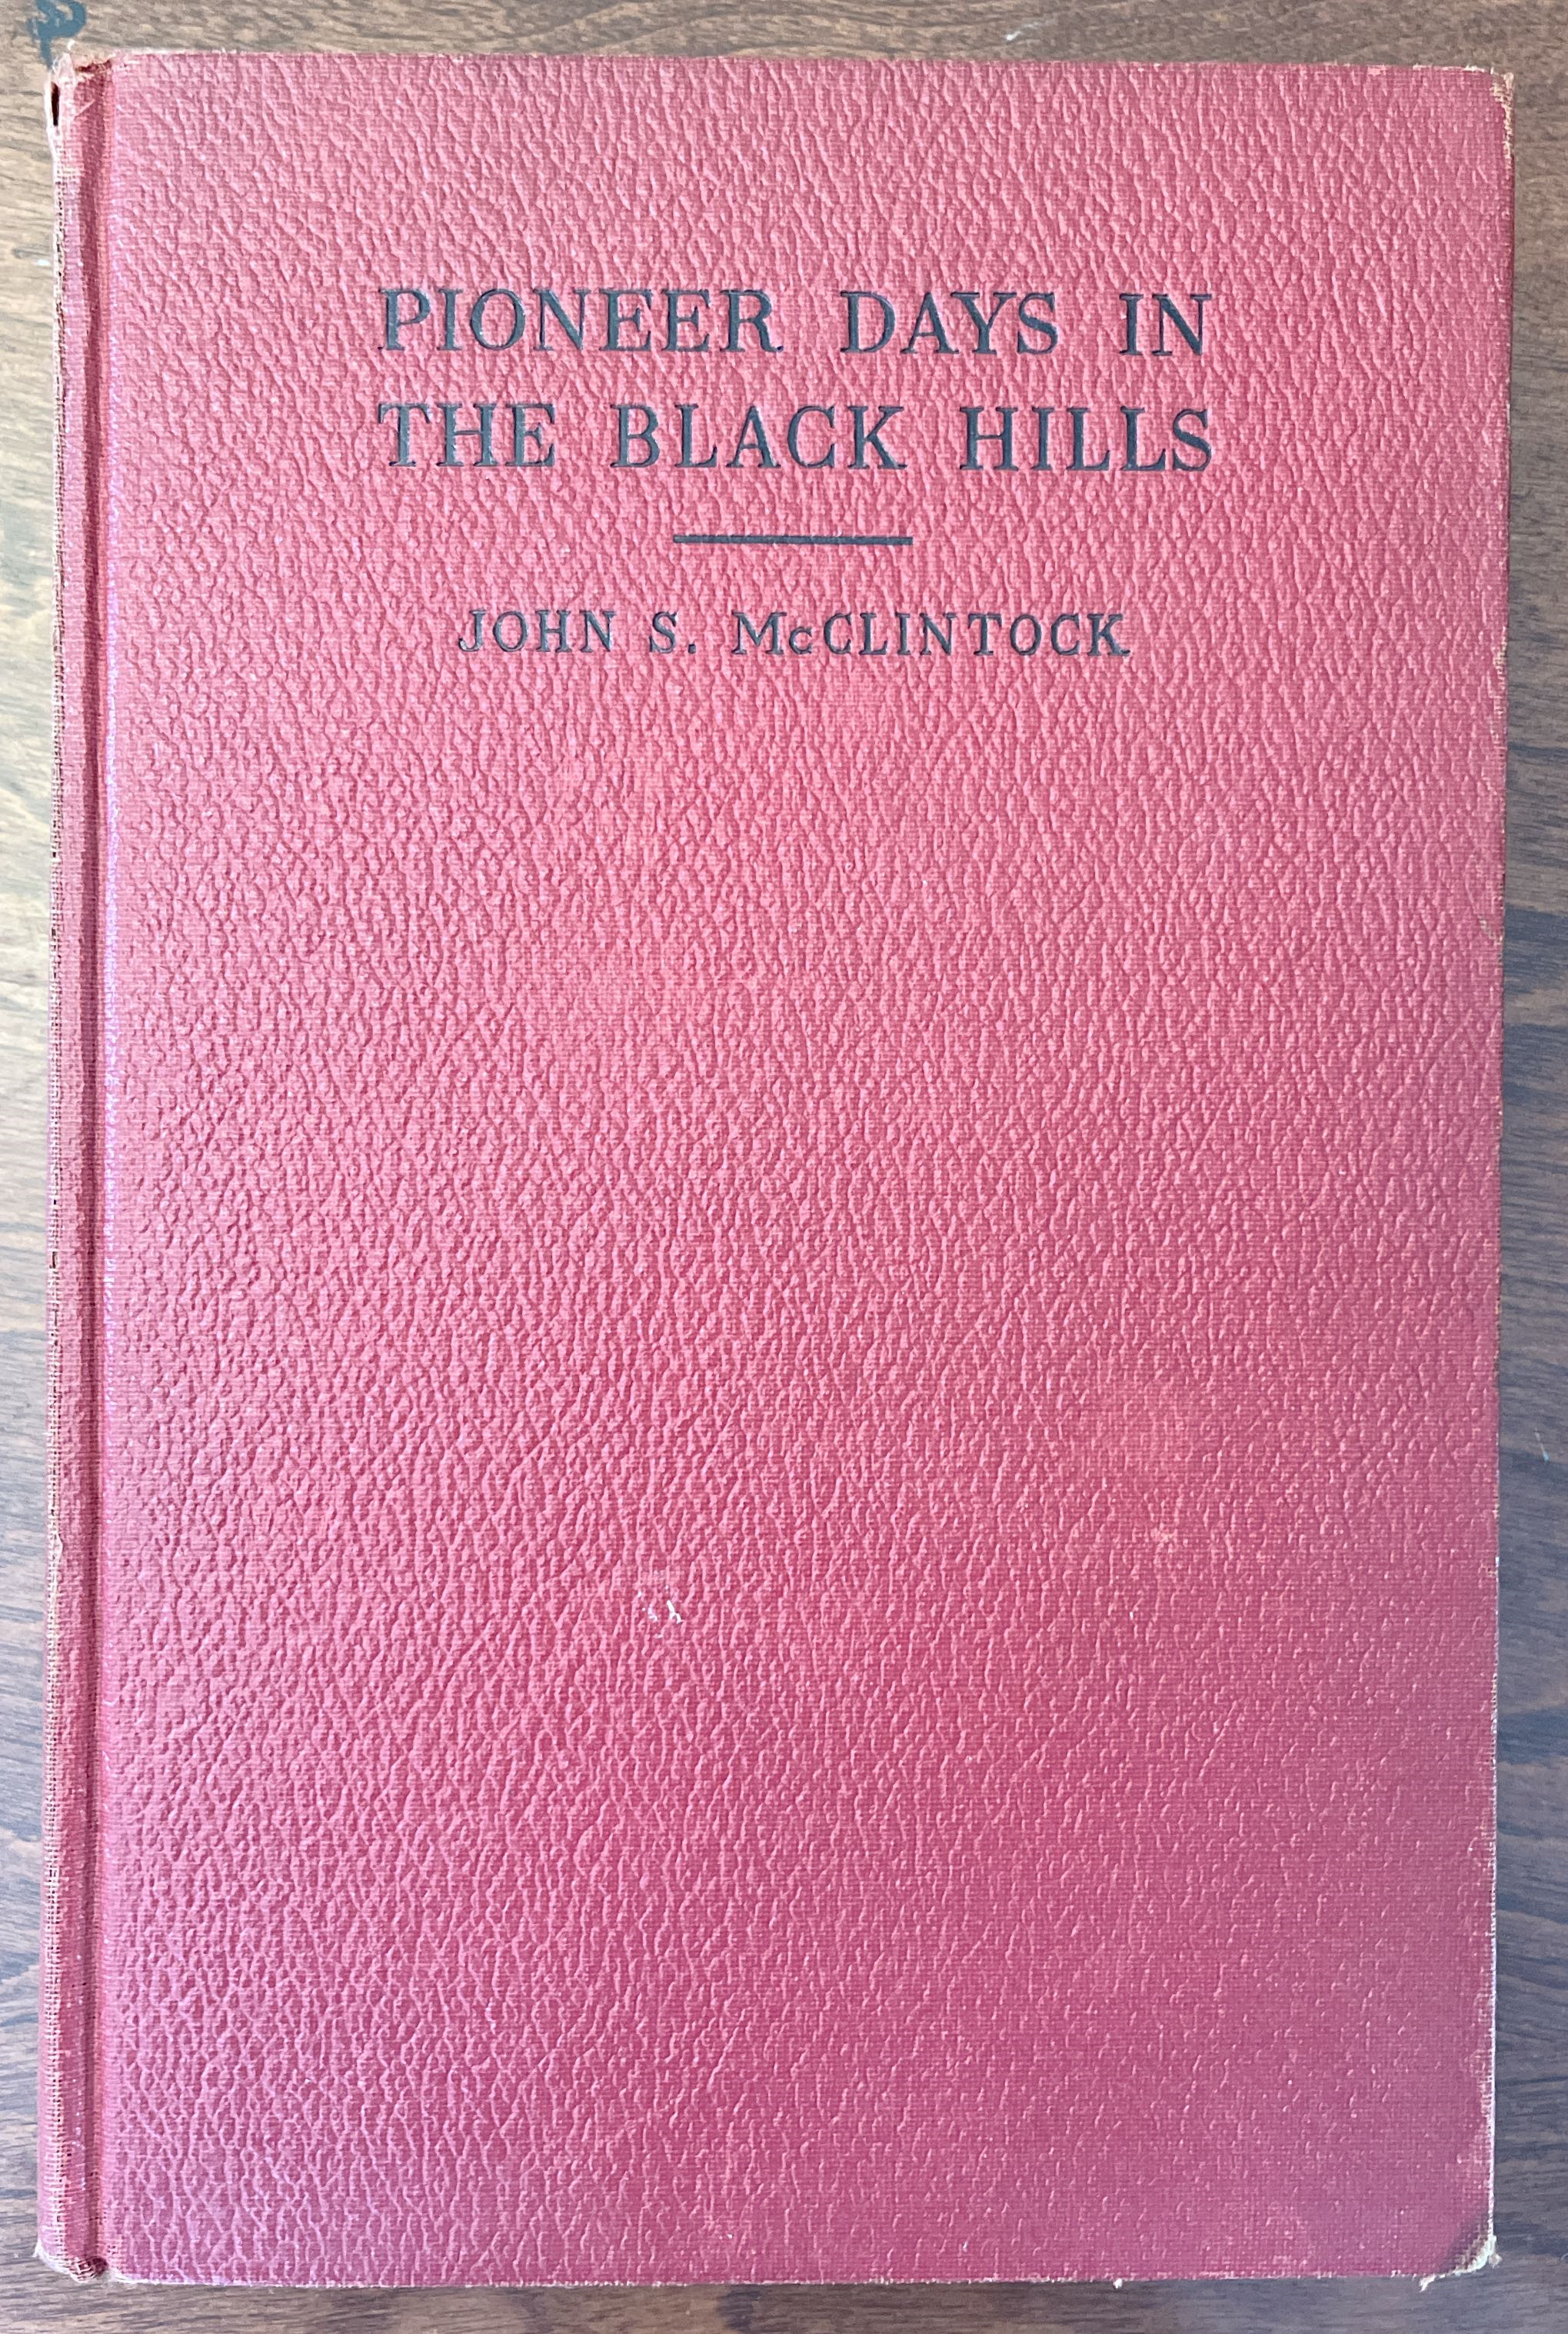 PIONEER DAYS IN
THE BLACK HILLS
JOHN S. McCLINTOCK